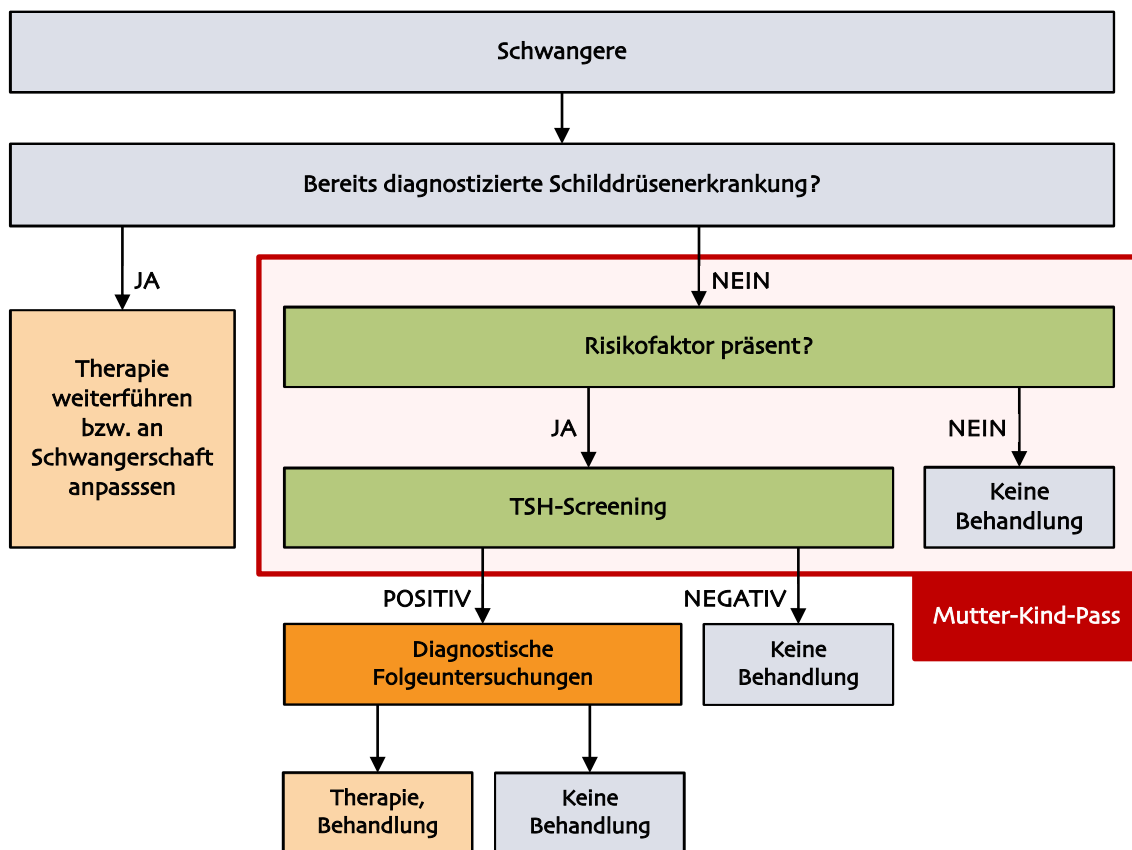 Schwangere
Bereits diagnostizierte Schilddrüsenerkrankung?
JA
NEIN
Therapie
weiterführen
bzw. an
Schwangerschaft
anpasssen
Risikofaktor präsent?
JA
NEIN
TSH-Screening
Keine
Behandlung
POSITIV
NEGATIV
Mutter-Kind-Pass
Diagnostische
Folgeuntersuchungen
Keine
Behandlung
Therapie,
Behandlung
Keine
Behandlung